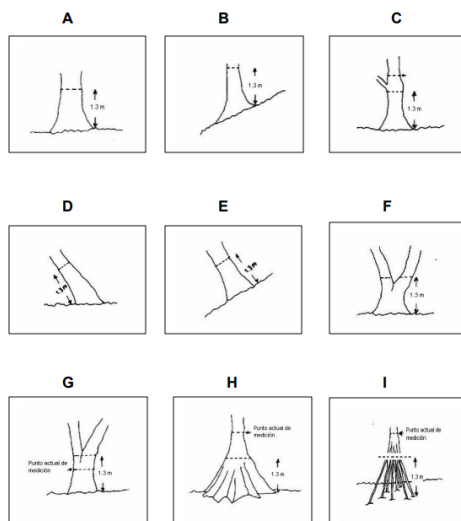 A
B
C
1.3 m
1.3 m
1.3 m
D
E
F
1.3 m
1.3 m
1.3 m
G
H
I
Punto actual de
medición
1.3 m
Punto actual de
medición
1.3 m
Punto actual de
medición
1.3 m